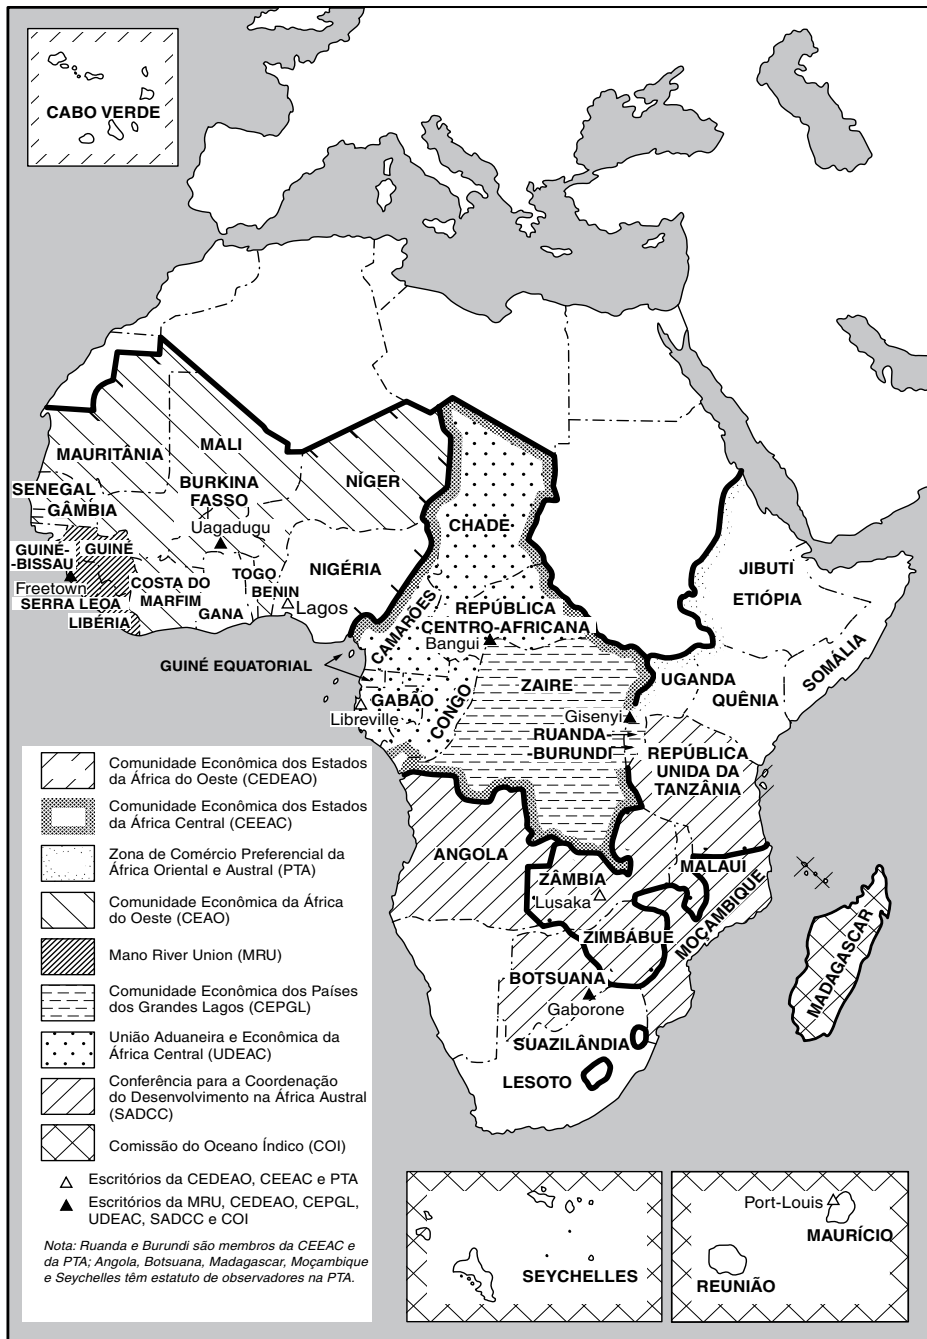 CABO VERDE
MAURITÂNIA
MALI
NÍGER
SENEGAL
GÂMBIA
BURKINA
FASSO
Uagadugu
CHADE
GUINÉ-
-BISSAU
GUINÉ
Freetown
SERRA LEOA
LIBÉRIA
COSTA DO
MARFIM
GANA
TOGO
BENIN
Lagos
NIGÉRIA
JIBUTI
ETIÓPIA
SOMÁLIA
CAMARÕES
REPÚBLICA
CENTRO-AFRICANA
Bangui
GUINÉ EQUATORIAL
GABÃO
Libreville
CONGO
ZAIRE
UGANDA
QUÊNIA
Gisenyi
RUANDA-
BURUNDI
REPÚBLICA
UNIDA DA
TANZÂNIA
ANGOLA
ZÂMBIA
Lusaka
MALAUÍ
MOÇAMBIQUE
ZIMBÁBUE
MADAGASCAR
BOTSUANA
Gaborone
SUAZILÂNDIA
LESOTO
Comunidade Econômica dos Estados
da África do Oeste (CEDEAO)
Comunidade Econômica dos Estados
da África Central (CEEAC)
Zona de Comércio Preferencial da
África Oriental e Austral (PTA)
Comunidade Econômica da África
do Oeste (CEAO)
Mano River Union (MRU)
Comunidade Econômica dos Países
dos Grandes Lagos (CEPGL)
União Aduaneira e Econômica da
África Central (UDEAC)
Conferência para a Coordenação
do Desenvolvimento na África Austral
(SADCC)
Comissão do Oceano Índico (COI)
Escritórios da CEDEAO, CEEAC e PTA
Escritórios da MRU, CEDEAO, CEPGL,
UDEAC, SADCC e COI
Nota: Ruanda e Burundi são membros da CEEAC e
da PTA; Angola, Botsuana, Madagascar, Moçambique
e Seychelles têm estatuto de observadores na PTA.
SEYCHELLES
Port-Louis
MAURÍCIO
REUNIÃO